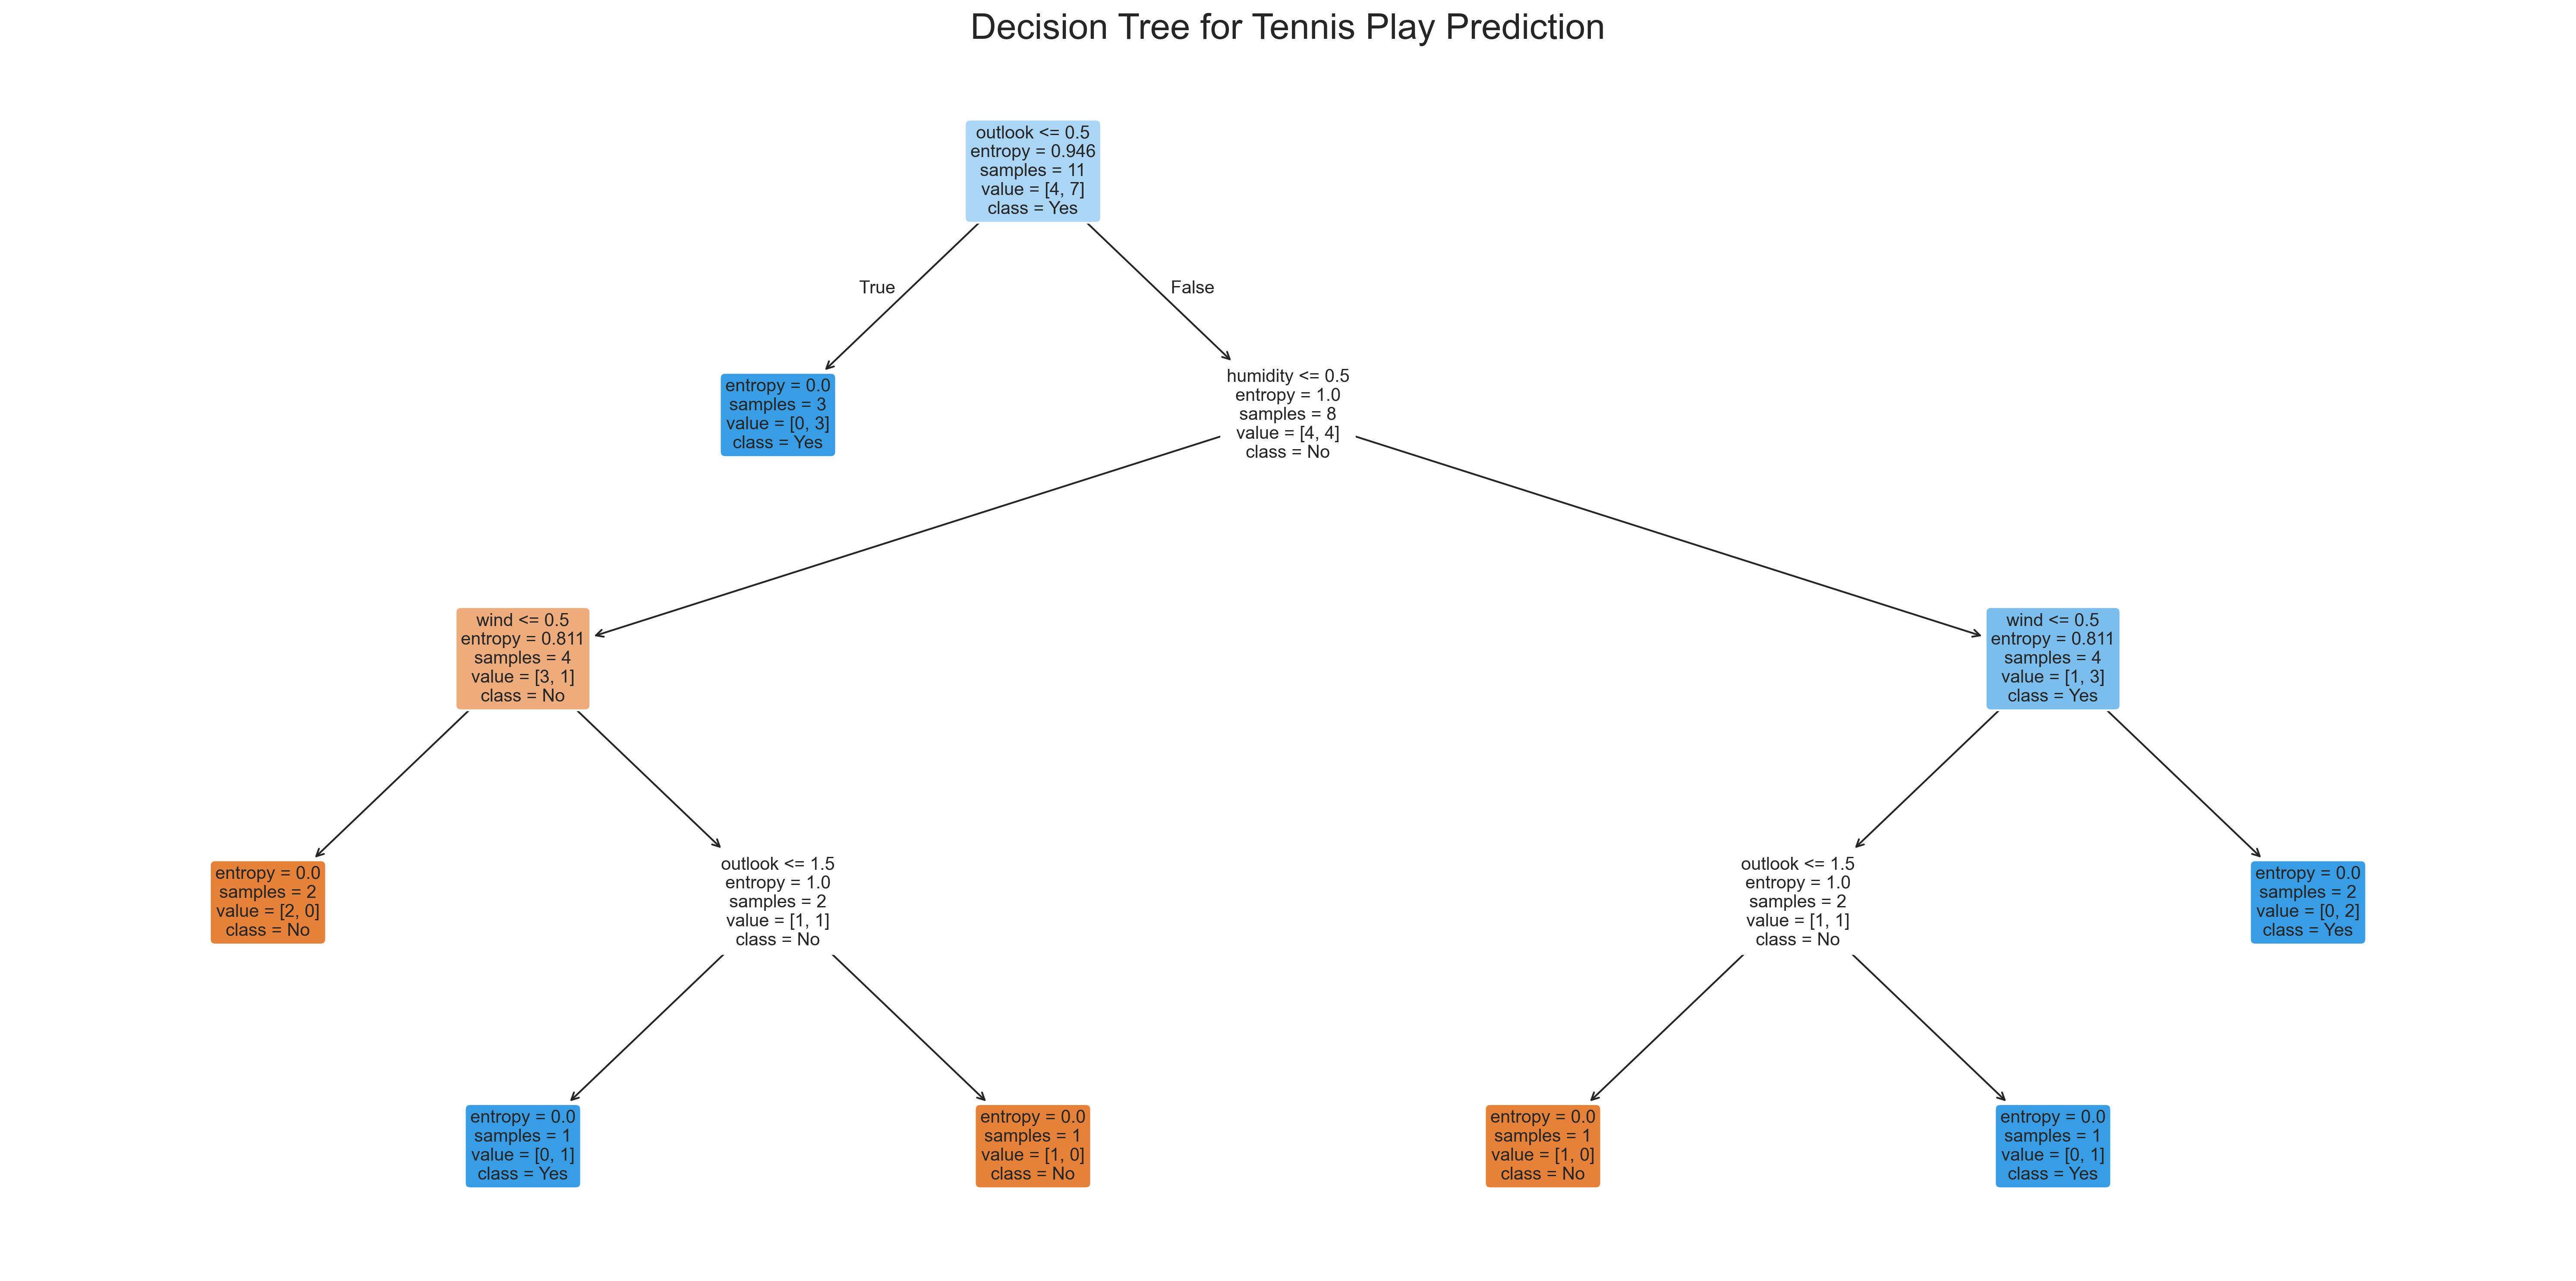 Decision Tree for Tennis Play Prediction
outlook <= 0.5
entropy = 0.946
samples = 11
value = [4, 7]
class = Yes
True
False
entropy = 0.0
samples = 3
value = [0, 3]
class = Yes
humidity <= 0.5
entropy = 1.0
samples = 8
value = [4, 4]
class = No
wind <= 0.5
entropy = 0.811
samples = 4
value = [3, 1]
class = No
wind <= 0.5
entropy = 0.811
samples = 4
value = [1, 3]
class = Yes
entropy = 0.0
samples = 2
value = [2, 0]
class = No
outlook <= 1.5
entropy = 1.0
samples = 2
value = [1, 1]
class = No
outlook <= 1.5
entropy = 1.0
samples = 2
value = [1, 1]
class = No
entropy = 0.0
samples = 2
value = [0, 2]
class = Yes
entropy = 0.0
samples = 1
value = [0, 1]
class = Yes
entropy = 0.0
samples = 1
value = [1, 0]
class = No
entropy = 0.0
samples = 1
value = [1, 0]
class = No
entropy = 0.0
samples = 1
value = [0, 1]
class = Yes